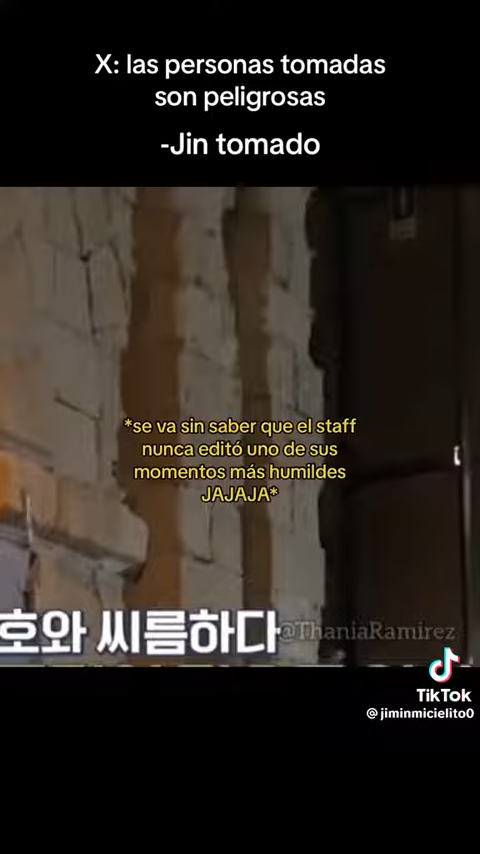 X: las personas tomadas
son peligrosas
-Jin tomado
*se va sin saber que el staff
nunca editó uno de sus
momentos más humildes
JAJAJA*
호와 씨름하다
@ThaniaRamirez
TikTok
@jiminmicielito0